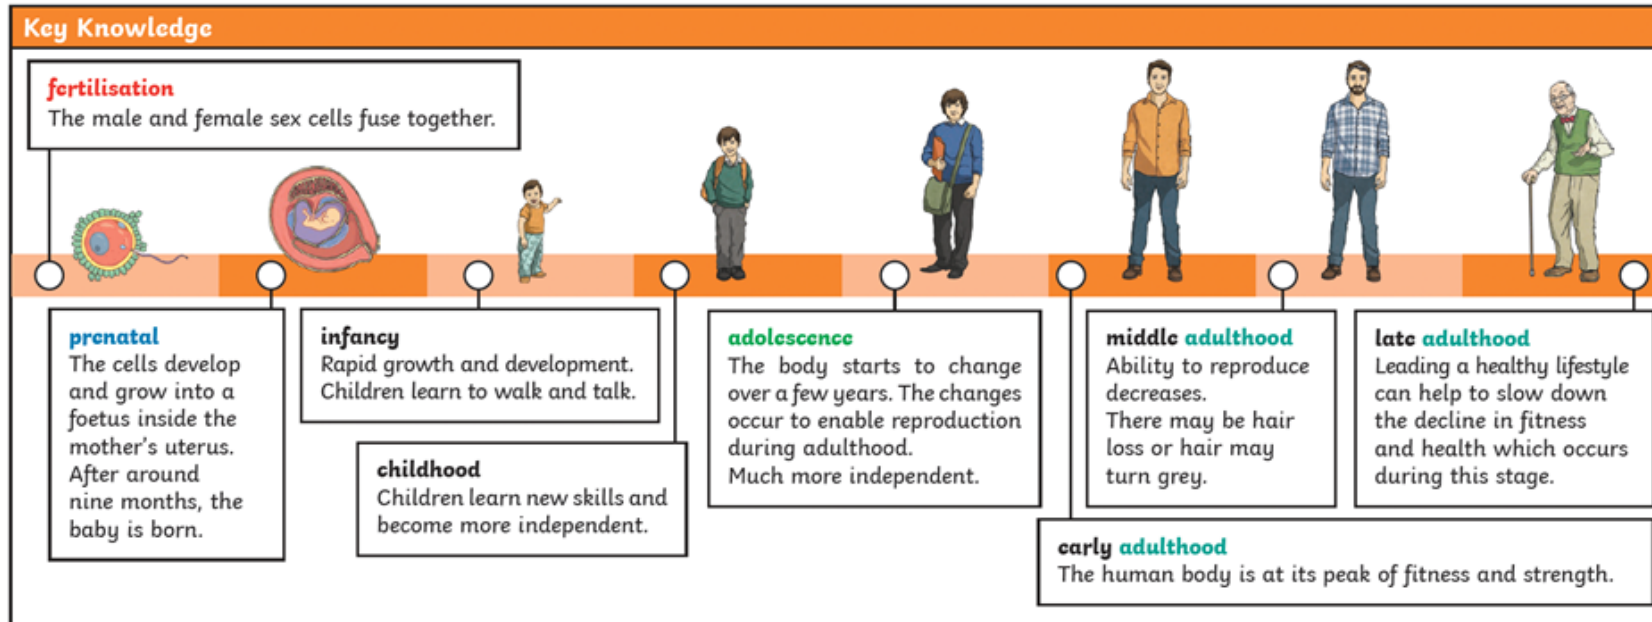 Key Knowledge
fertilisation
The male and female sex cells fuse together.
prenatal
The cells develop
and grow into a
foetus inside the
mother's uterus.
After around
nine months, the
baby is born.
infancy
Rapid growth and development.
Children learn to walk and talk.
childhood
Children learn new skills and
become more independent.
adolescence
The body starts to change
over a few years. The changes
occur to enable reproduction
during adulthood.
Much more independent.
early adulthood
The human body is at its peak of fitness and strength.
middle adulthood
Ability to reproduce
decreases.
There may be hair
loss or hair may
turn grey.
late adulthood
Leading a healthy lifestyle
can help to slow down
the decline in fitness
and health which occurs
during this stage.